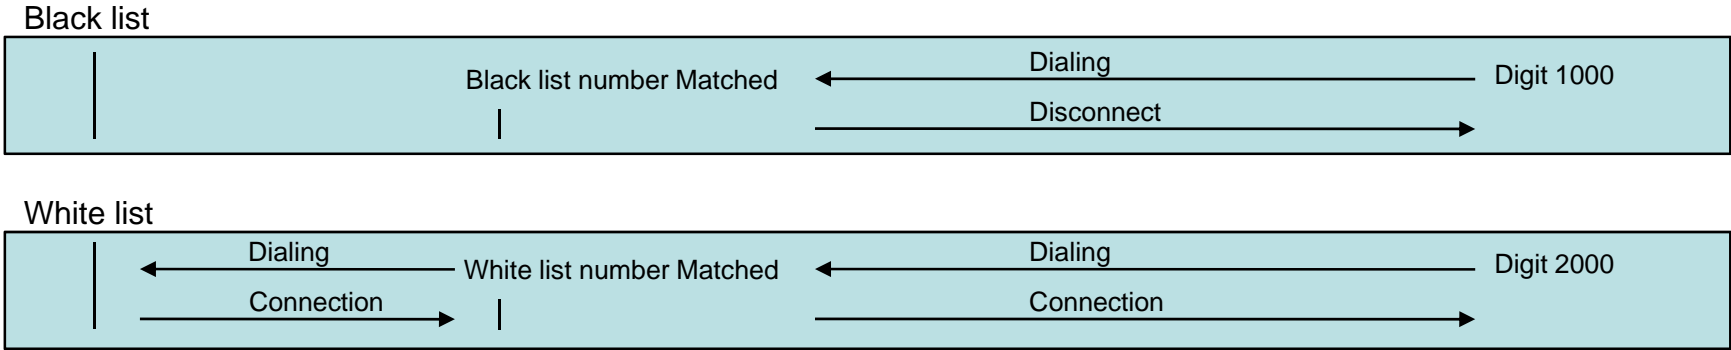 Black list
Black list number Matched
Dialing
Digit 1000
Disconnect
White list
Dialing
White list number Matched
Dialing
Digit 2000
Connection
Connection